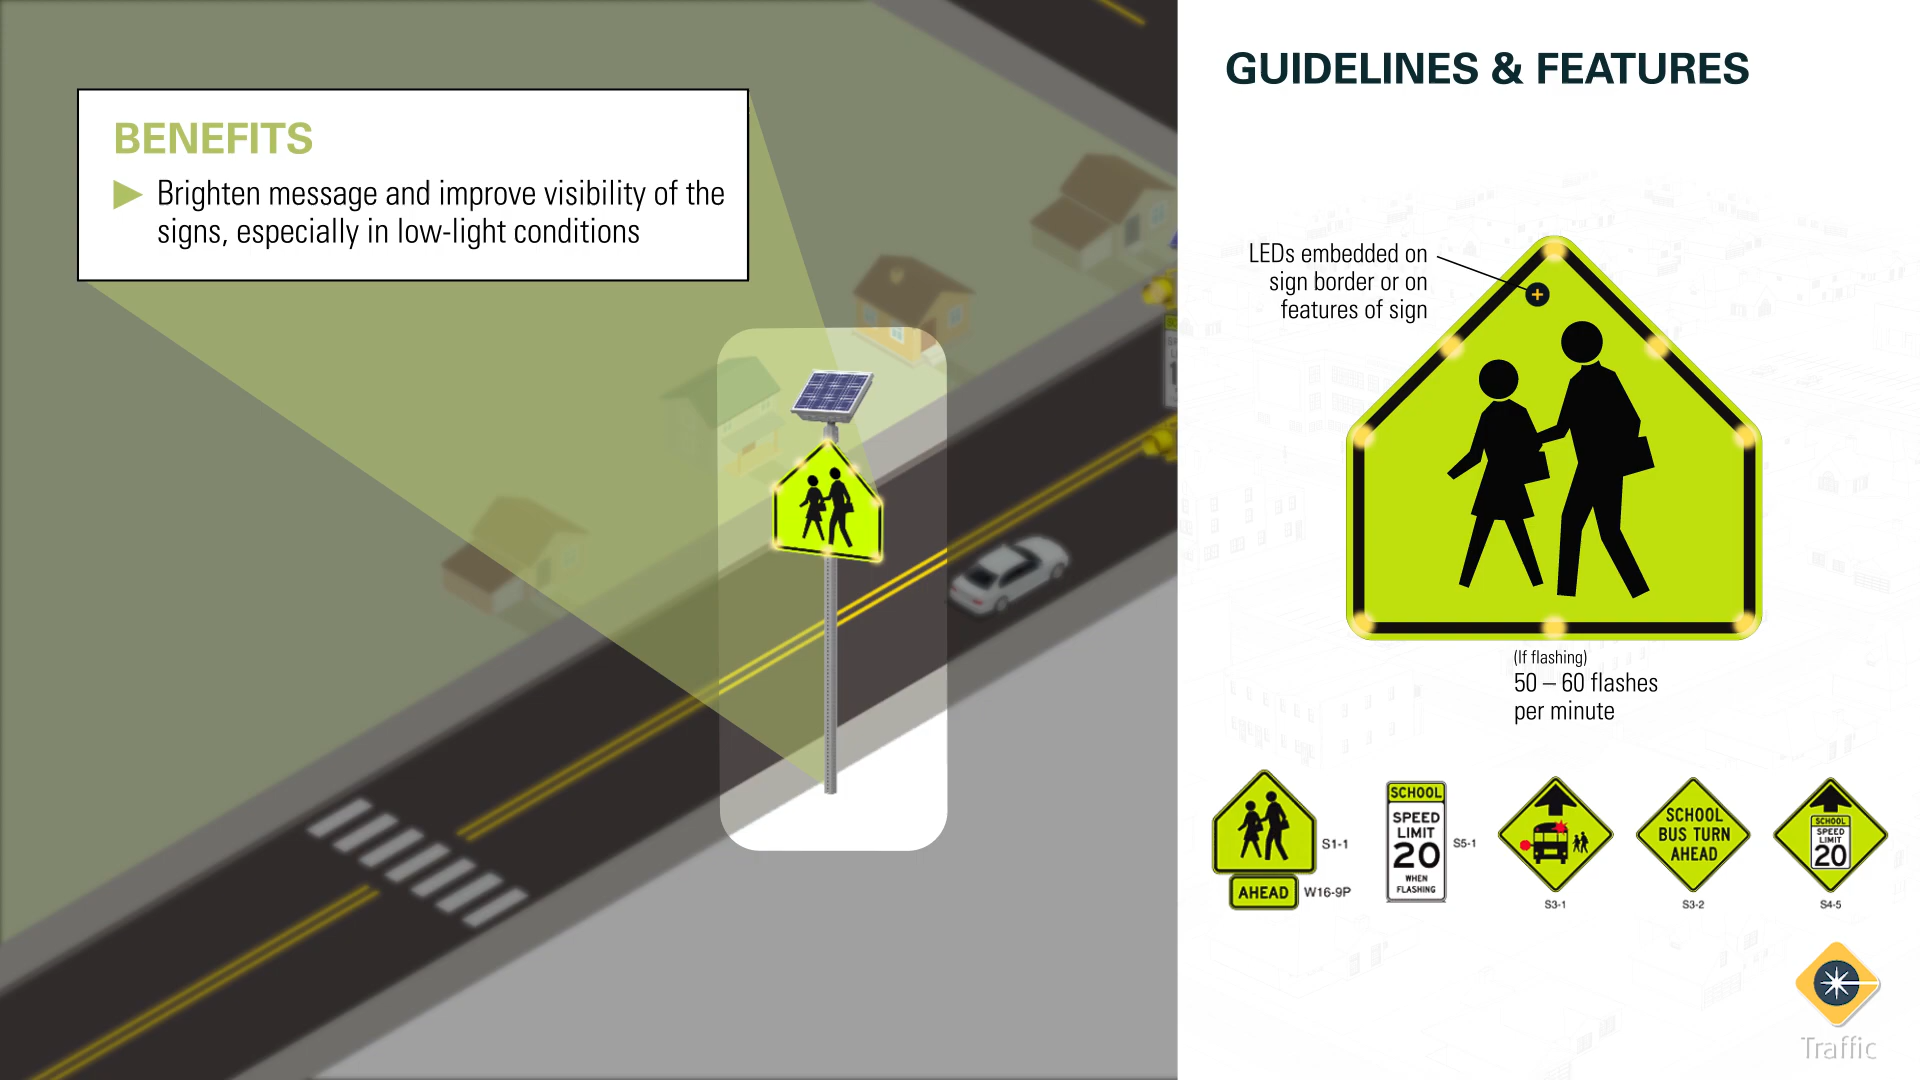 BENEFITS
Brighten message and improve visibility of the
signs, especially in low-light conditions
GUIDELINES & FEATURES
LEDs embedded on
sign border or on
features of sign
(If flashing)
50 – 60 flashes
per minute
S1-1
AHEAD
W16-9P
SCHOOL
SPEED
LIMIT
20
WHEN
FLASHING
S5-1
S3-1
SCHOOL
BUS TURN
AHEAD
S3-2
SCHOOL
SPEED
LIMIT
20
S4-5
Traffic